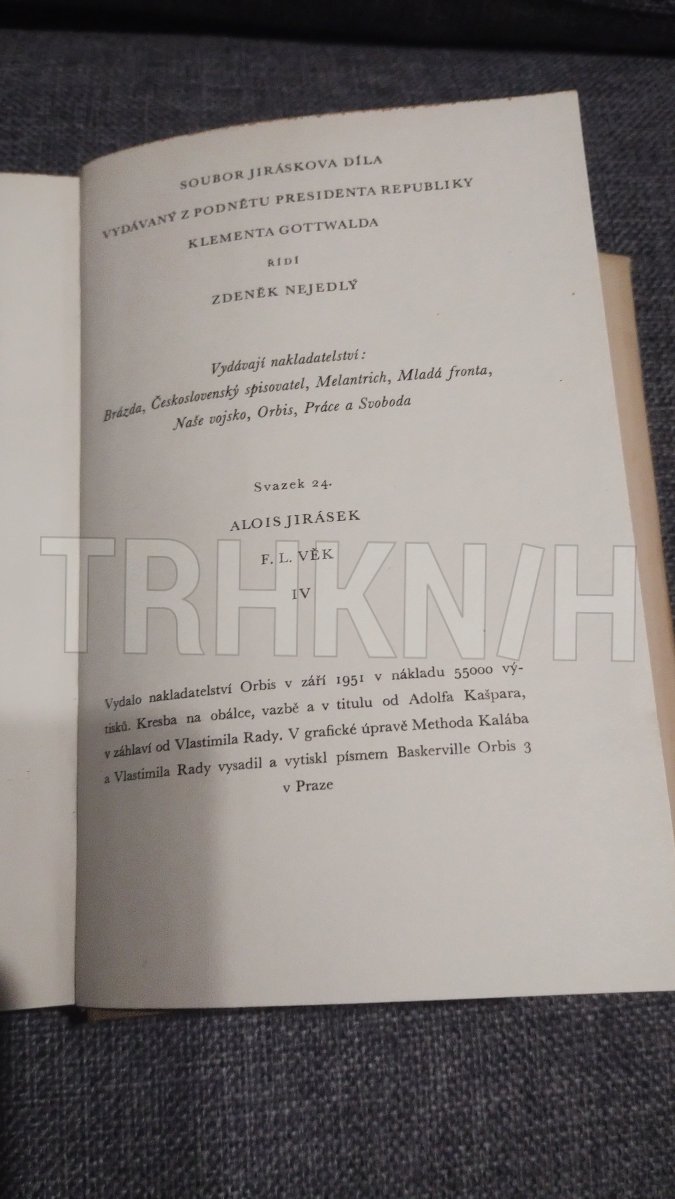 SOUBOR JIRÁSKOVA DÍLA
VYDÁVANÝ Z PODNĚTU PRESIDENTA REPUBLIKY
KLEMENTA GOTTWALDA
ŘÍDÍ
ZDENĚK NEJEDLÝ
Vydávají nakladatelství:
Brázda, Československý spisovatel, Melantrich, Mladá fronta,
Naše vojsko, Orbis, Práce a Svoboda
Svazek 24.
ALOIS JIRÁSEK
F. L. VĚK
TRHKN/H
IV
Vydalo nakladatelství Orbis v září 1951 v nákladu 55000 vý-
tisků. Kresba na obálce, vazbě a v titulu od Adolfa Kašpara,
v záhlaví od Vlastimila Rady. V grafické úpravě Methoda Kalába
a Vlastimila Rady vysadil a vytiskl písmem Baskerville Orbis 3
v Praze